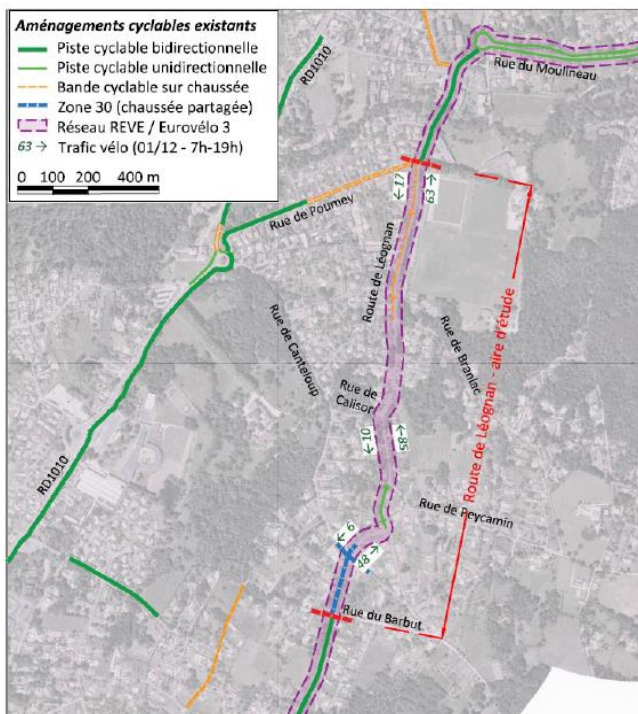 Aménagements cyclables existants
Piste cyclable bidirectionnelle
Piste cyclable unidirectionnelle
Bande cyclable sur chaussée
Zone 30 (chaussée partagée)
Réseau REVE / Eurovélo 3
63 → Trafic vélo (01/12 - 7h-19h)
0 100 200 400 m
RD1010
Rue du Moulineau
←17
63→
Rue de Pourney
Route de Léognan
Rue de Canteloup
Rue de Branlac
Rue de
Calisor
Route de Léognan - aire d'étude
←10
←85
RD1010
Rue de Peycamin
← 6
48→
Rue du Barbut